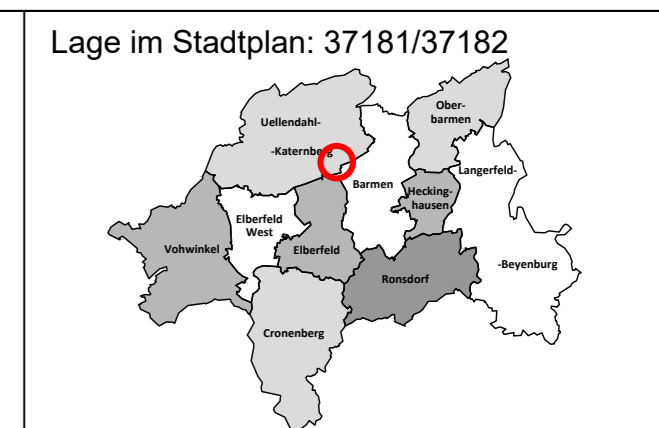 Lage im Stadtplan: 37181/37182
Ober-
barmen
Uellendahl-
-Katernberg
Langerfeld-
Barmen
Hecking-
hausen
Elberfeld
West
Vohwinkel
Elberfeld
-Beyenburg
Ronsdorf
Cronenberg